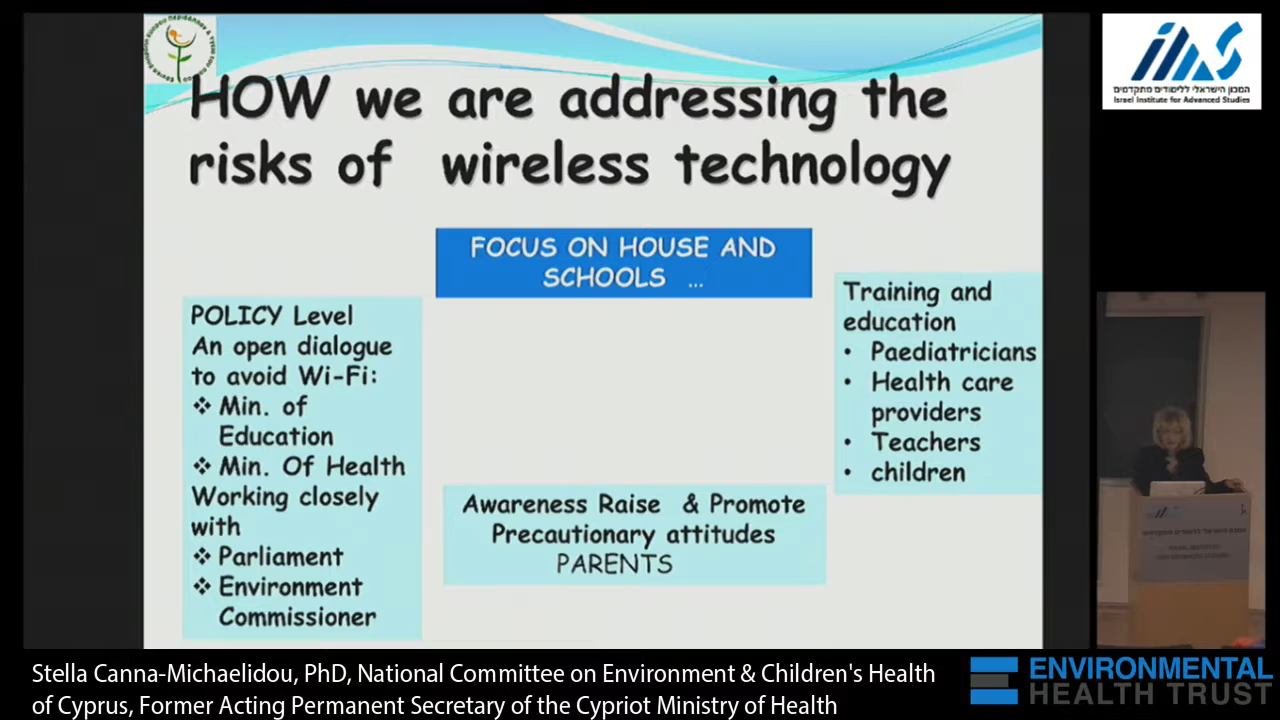 HOW we are addressing the
risks of wireless technology
FOCUS ON HOUSE AND
SCHOOLS ...
POLICY Level
An open dialogue
to avoid Wi-Fi:
❖ Min. of
Education
❖ Min. Of Health
Working closely
with
❖ Parliament
❖ Environment
Commissioner
Awareness Raise & Promote
Precautionary attitudes
PARENTS
Training and
education
• Paediatricians
• Health care
providers
• Teachers
• children
המכון הישראלי ללימודים מתקדמים
Israel Institute for Advanced Studies
Stella Canna-Michaelidou, PhD, National Committee on Environment & Children's Health
of Cyprus, Former Acting Permanent Secretary of the Cypriot Ministry of Health
ENVIRONMENTAL
HEALTH TRUST